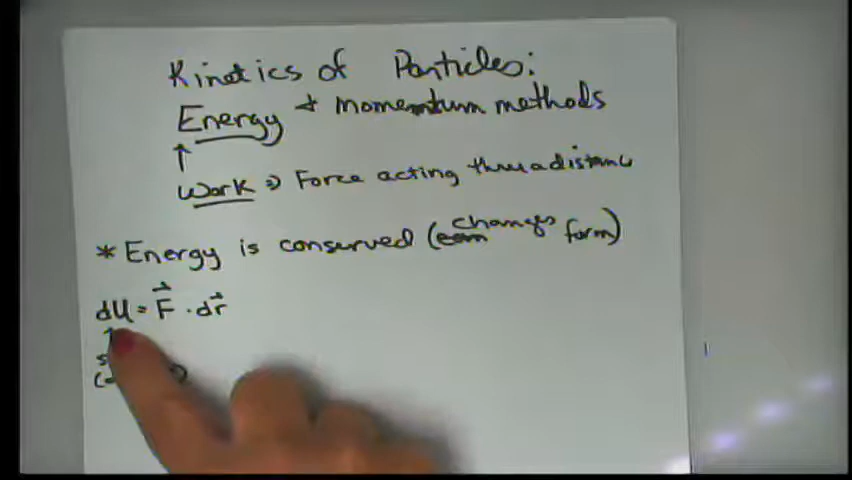 Kinetics of Particles:
Energy + Momentum methods
↑
Work => Force acting thru a distance
* Energy is conserved (changes form)
dU = F⃗ · dr⃗